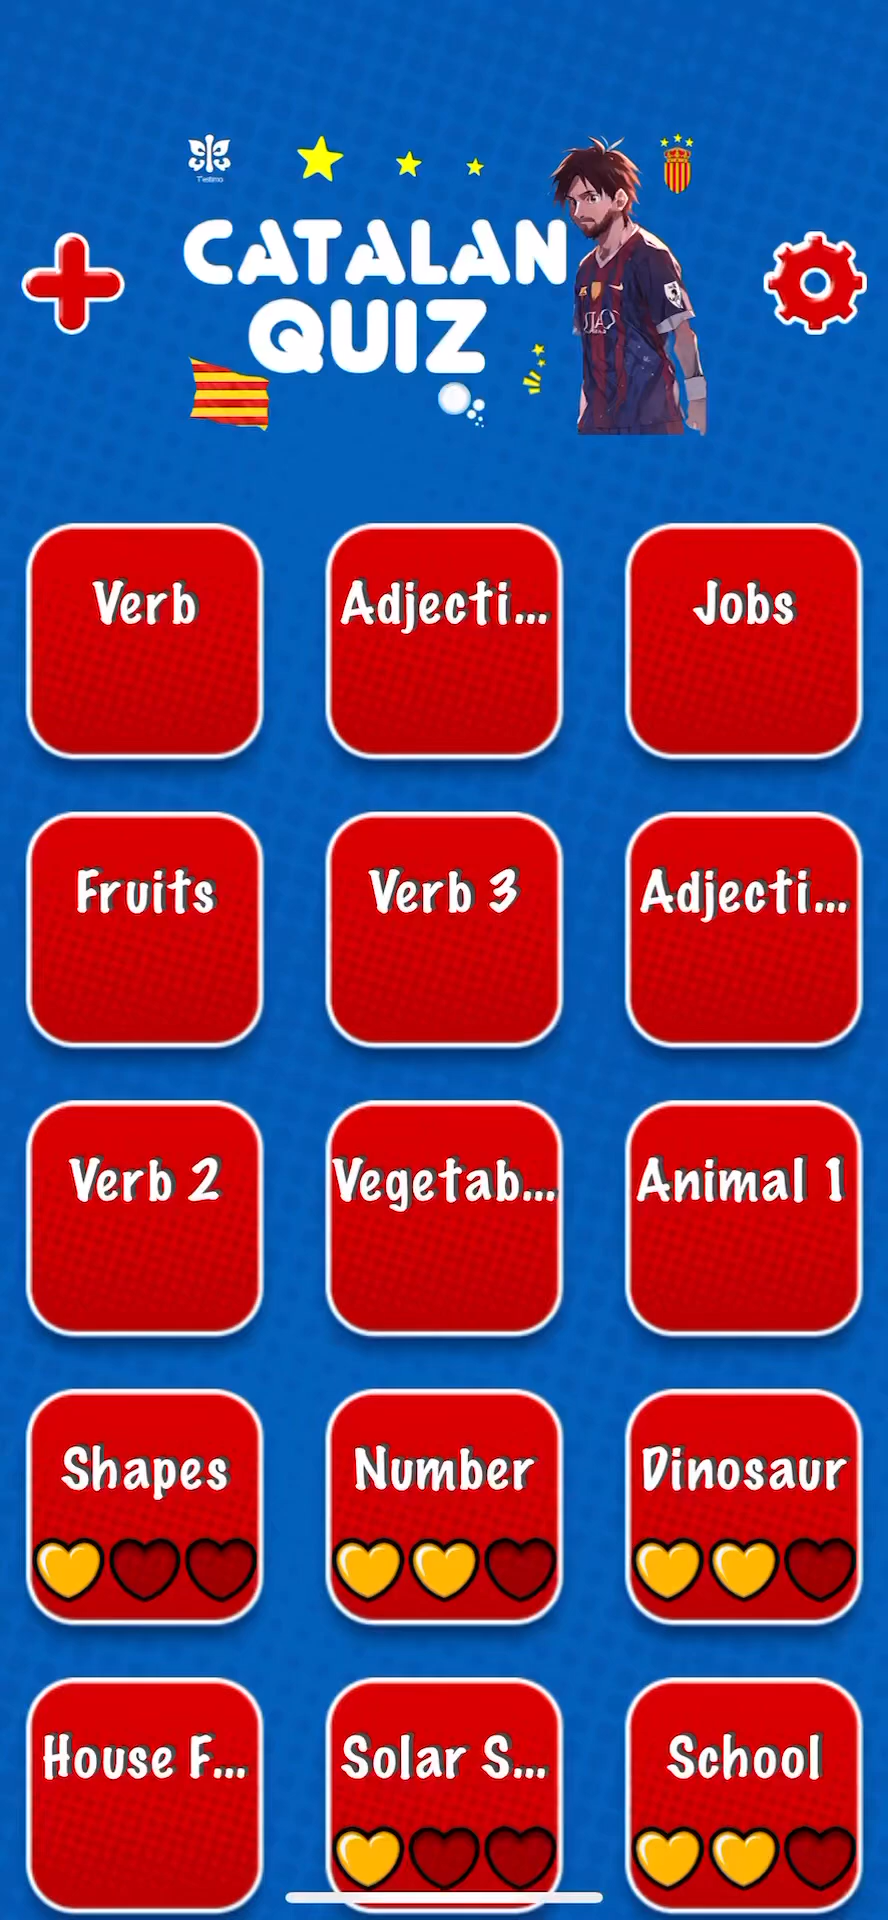 CATALAN
QUIZ
Verb
Adjecti...
Jobs
Fruits
Verb 3
Adjecti...
Verb 2
Vegetab...
Animal 1
Shapes
Number
Dinosaur
House F...
Solar S...
School